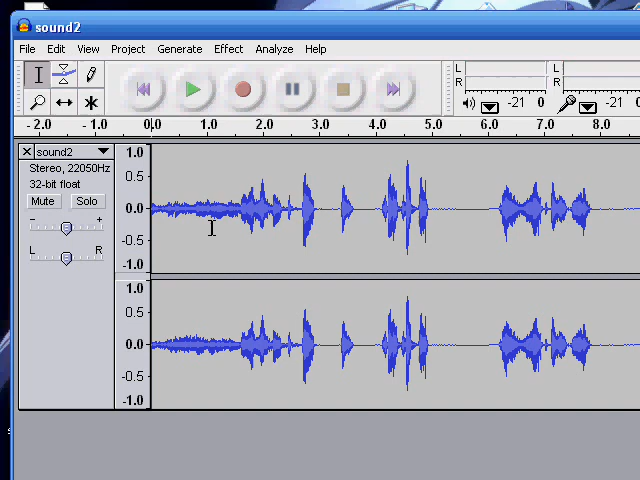 sound2
File Edit View Project Generate Effect Analyze Help
L
R
L
R
-21 0
-21 0
- 2.0 - 1.0 0.0 1.0 2.0 3.0 4.0 5.0 6.0 7.0 8.0
sound2
Stereo, 22050Hz
32-bit float
Mute Solo
- +
L R
1.0
0.5
0.0
-0.5
-1.0
1.0
0.5
0.0
-0.5
-1.0